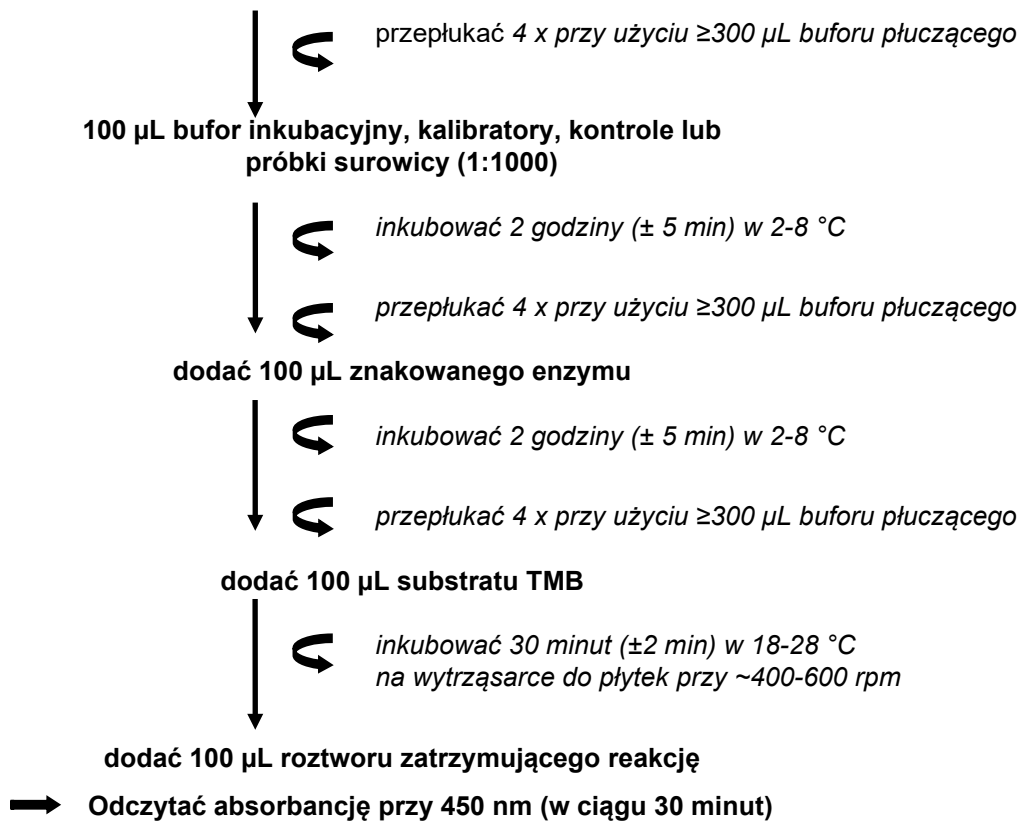 przepłukać 4 x przy użyciu ≥300 µL buforu płuczącego
100 µL bufor inkubacyjny, kalibratory, kontrole lub
próbki surowicy (1:1000)
inkubować 2 godziny (± 5 min) w 2-8 °C
przepłukać 4 x przy użyciu ≥300 µL buforu płuczącego
dodać 100 µL znakowanego enzymu
inkubować 2 godziny (± 5 min) w 2-8 °C
przepłukać 4 x przy użyciu ≥300 µL buforu płuczącego
dodać 100 µL substratu TMB
inkubować 30 minut (±2 min) w 18-28 °C
na wytrząsarce do płytek przy ~400-600 rpm
dodać 100 µL roztworu zatrzymującego reakcję
Odczytać absorbancję przy 450 nm (w ciągu 30 minut)